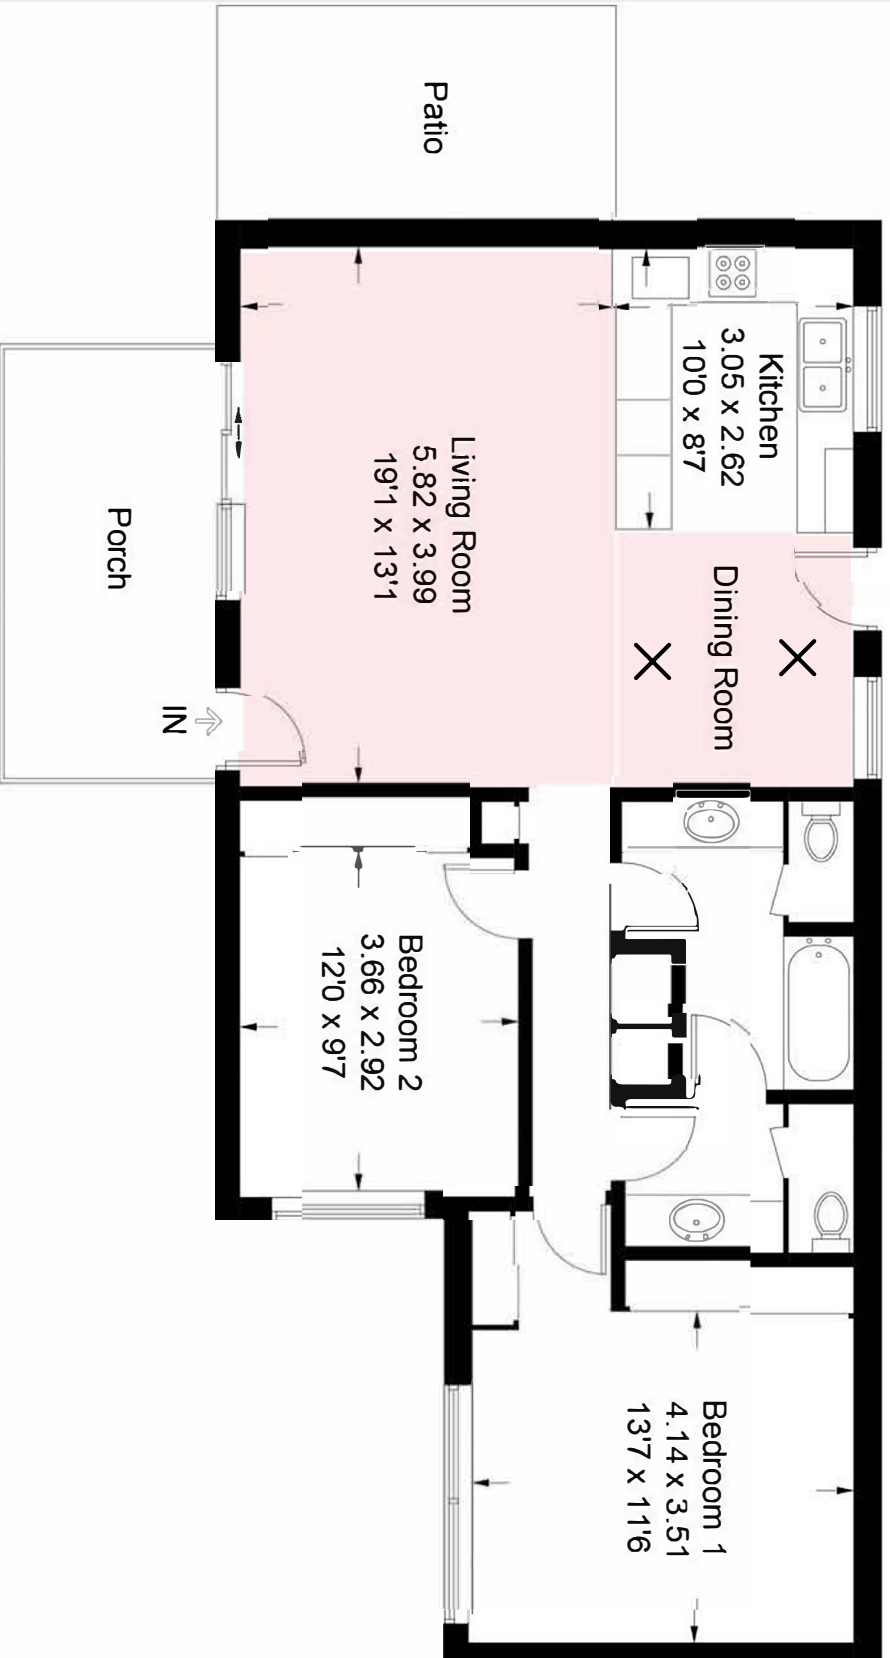 Patio
Kitchen
3.05 x 2.62
10'0 x 8'7
Living Room
5.82 x 3.99
19'1 x 13'1
Porch
Dining Room
IN
Bedroom 2
3.66 x 2.92
12'0 x 9'7
Bedroom 1
4.14 x 3.51
13'7 x 11'6